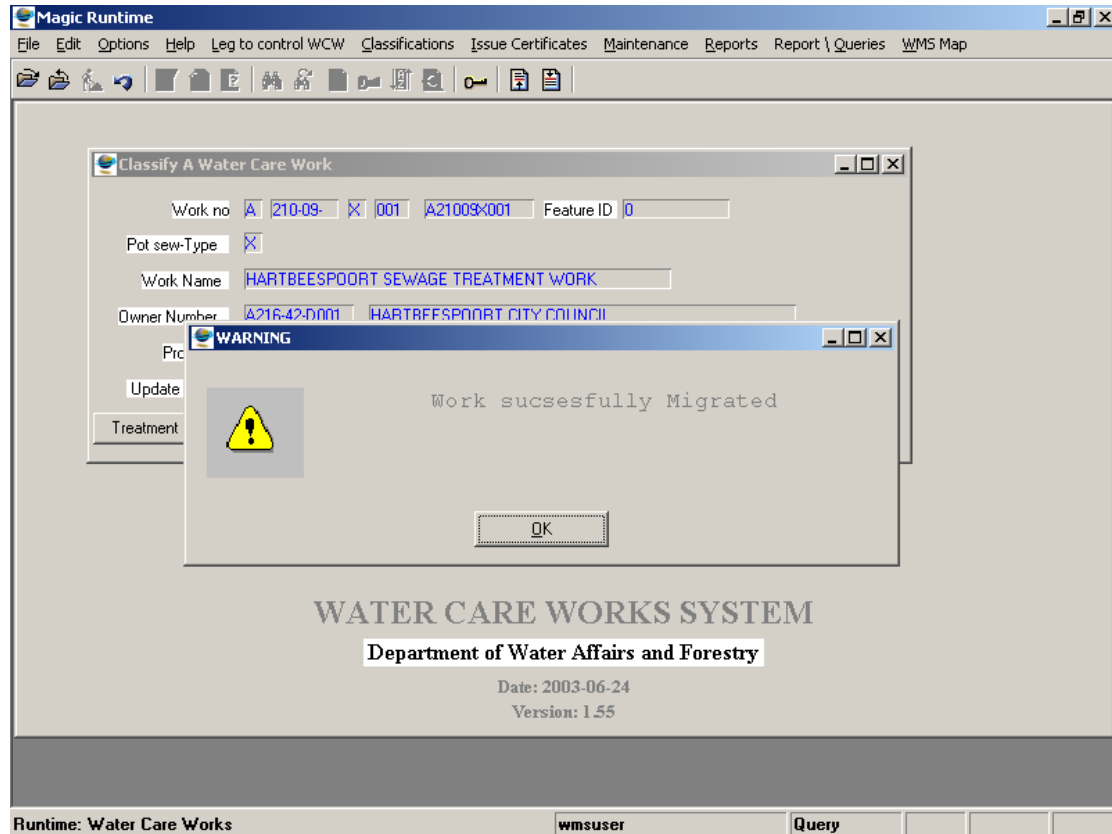 Magic Runtime
File Edit Options Help Leg to control WCW Classifications Issue Certificates Maintenance Reports Report \ Queries WMS Map
Classify A Water Care Work
Work no A 210-09- X 001 A21009X001 Feature ID 0
Pot sew-Type X
Work Name HARTBEESPOORT SEWAGE TREATMENT WORK
Owner Number A216-42-D001 HARTBEESPOORT CITY COUNCIL
WARNING
Update
Work sucsesfully Migrated
Treatment
OK
WATER CARE WORKS SYSTEM
Department of Water Affairs and Forestry
Date: 2003-06-24
Version: 1.55
Runtime: Water Care Works wmsuser Query